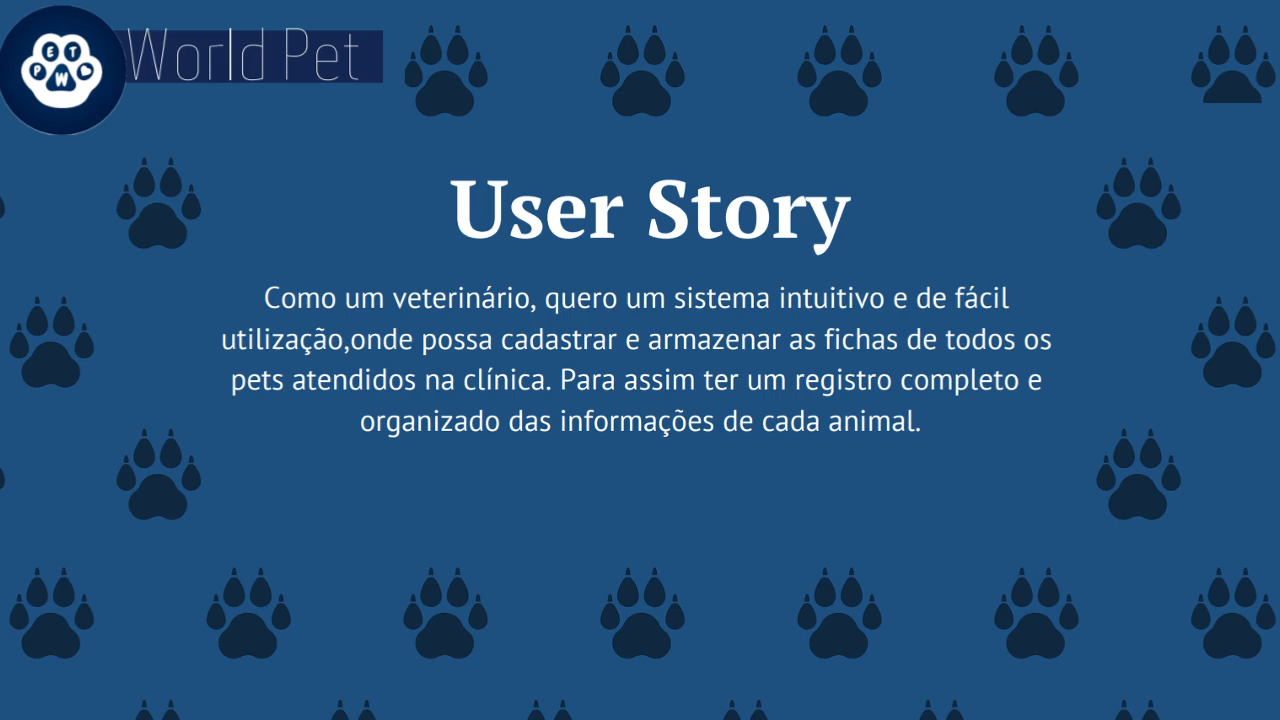 PETW
World Pet
User Story
Como um veterinário, quero um sistema intuitivo e de fácil
utilização,onde possa cadastrar e armazenar as fichas de todos os
pets atendidos na clínica. Para assim ter um registro completo e
organizado das informações de cada animal.